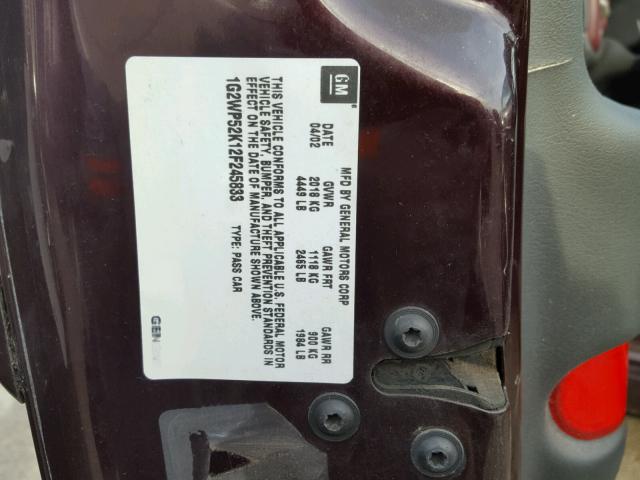 GM
MFD BY GENERAL MOTORS CORP
DATE GVWR GAWR FRT GAWR RR
04/02 2018 KG 1118 KG 900 KG
4449 LB 2465 LB 1984 LB
THIS VEHICLE CONFORMS TO ALL APPLICABLE U.S. FEDERAL MOTOR
VEHICLE SAFETY, BUMPER, AND THEFT PREVENTION STANDARDS IN
EFFECT ON THE DATE OF MANUFACTURE SHOWN ABOVE.
1G2WP52K12F245833 TYPE: PASS CAR